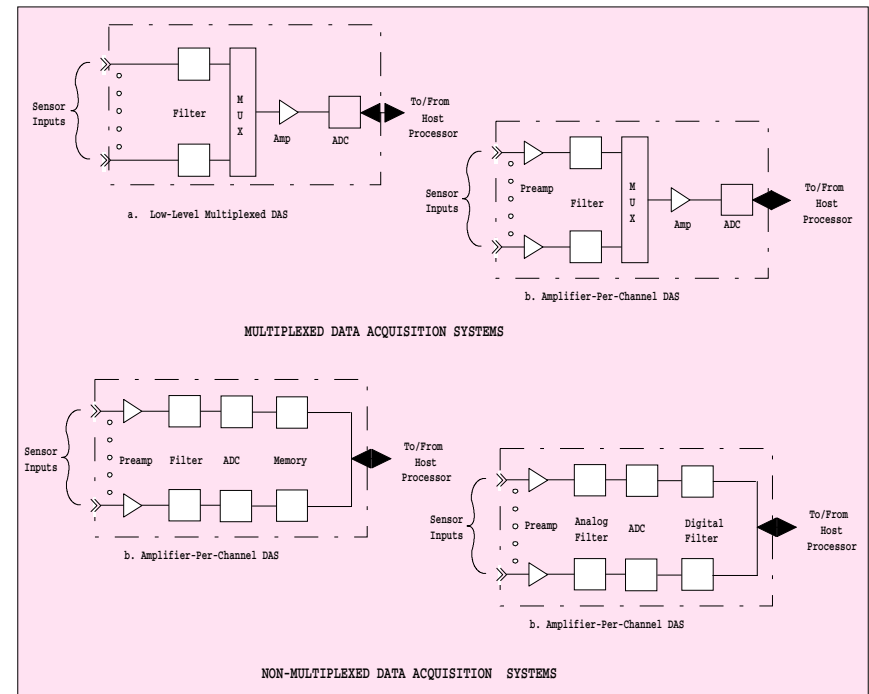 Sensor
Inputs
Filter
M
U
X
Amp
ADC
To/From
Host
Processor
a. Low-Level Multiplexed DAS
Sensor
Inputs
Preamp
Filter
M
U
X
Amp
ADC
To/From
Host
Processor
b. Amplifier-Per-Channel DAS
MULTIPLEXED DATA ACQUISITION SYSTEMS
Sensor
Inputs
Preamp
Filter
ADC
Memory
To/From
Host
Processor
b. Amplifier-Per-Channel DAS
Sensor
Inputs
Preamp
Analog
Filter
ADC
Digital
Filter
To/From
Host
Processor
b. Amplifier-Per-Channel DAS
NON-MULTIPLEXED DATA ACQUISITION SYSTEMS